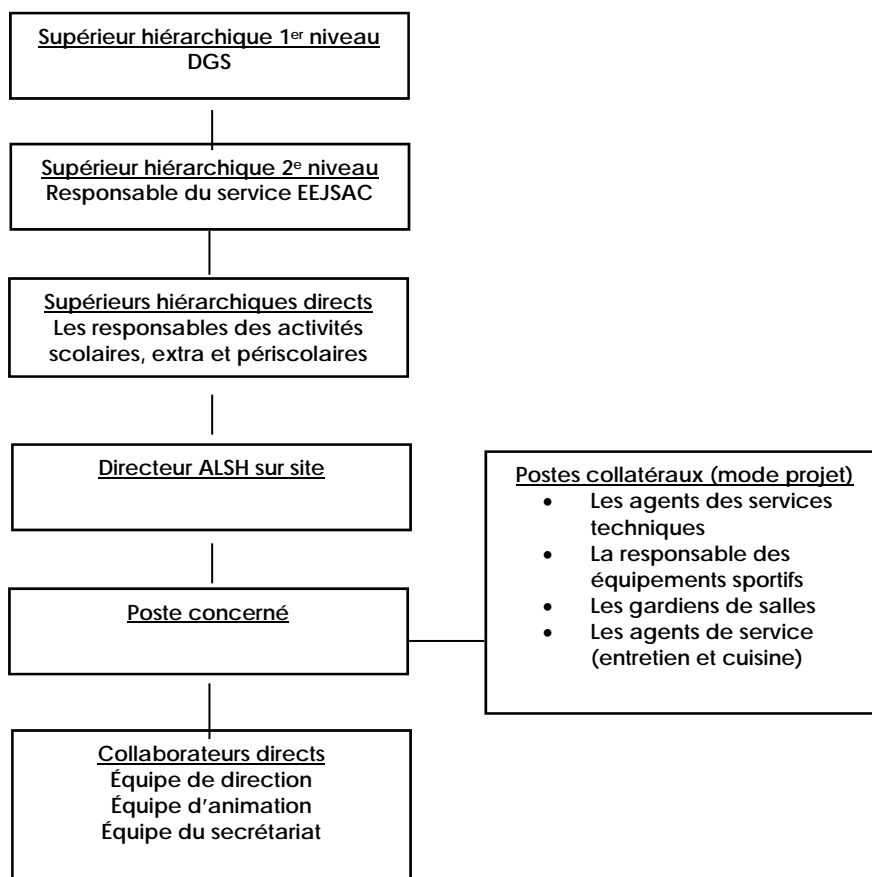 Supérieur hiérarchique 1er niveau
DGS
Supérieur hiérarchique 2e niveau
Responsable du service EEJSAC
Supérieurs hiérarchiques directs
Les responsables des activités
scolaires, extra et périscolaires
Directeur ALSH sur site
Poste concerné
Postes collatéraux (mode projet)
• Les agents des services
techniques
• La responsable des
équipements sportifs
• Les gardiens de salles
• Les agents de service
(entretien et cuisine)
Collaborateurs directs
Équipe de direction
Équipe d'animation
Équipe du secrétariat